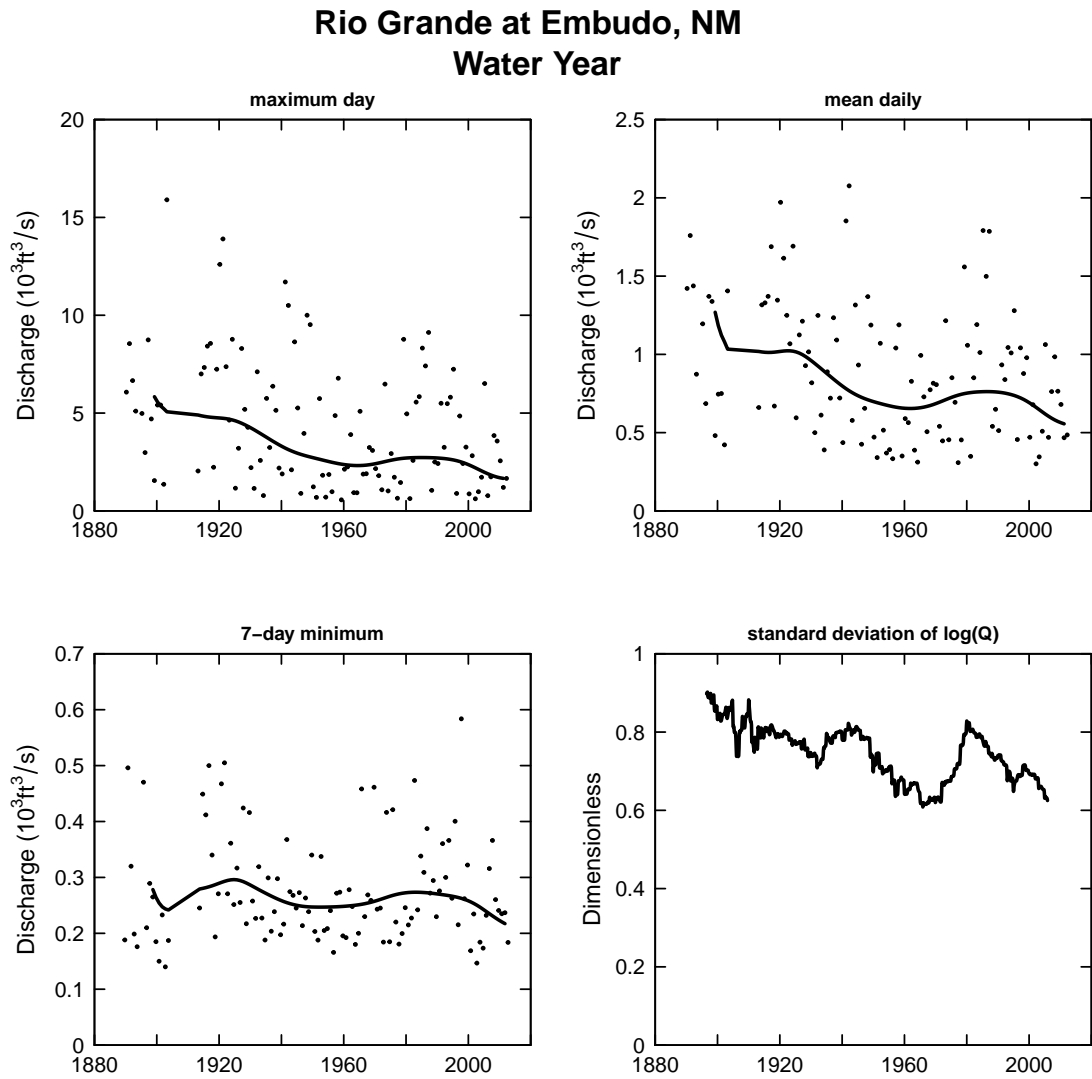 Rio Grande at Embudo, NM
Water Year
maximum day
Discharge (10³ft³/s)
20
15
10
5
0
1880 1920 1960 2000
mean daily
Discharge (10³ft³/s)
2.5
2
1.5
1
0.5
0
1880 1920 1960 2000
7−day minimum
Discharge (10³ft³/s)
0.7
0.6
0.5
0.4
0.3
0.2
0.1
0
1880 1920 1960 2000
standard deviation of log(Q)
Dimensionless
1
0.8
0.6
0.4
0.2
0
1880 1920 1960 2000